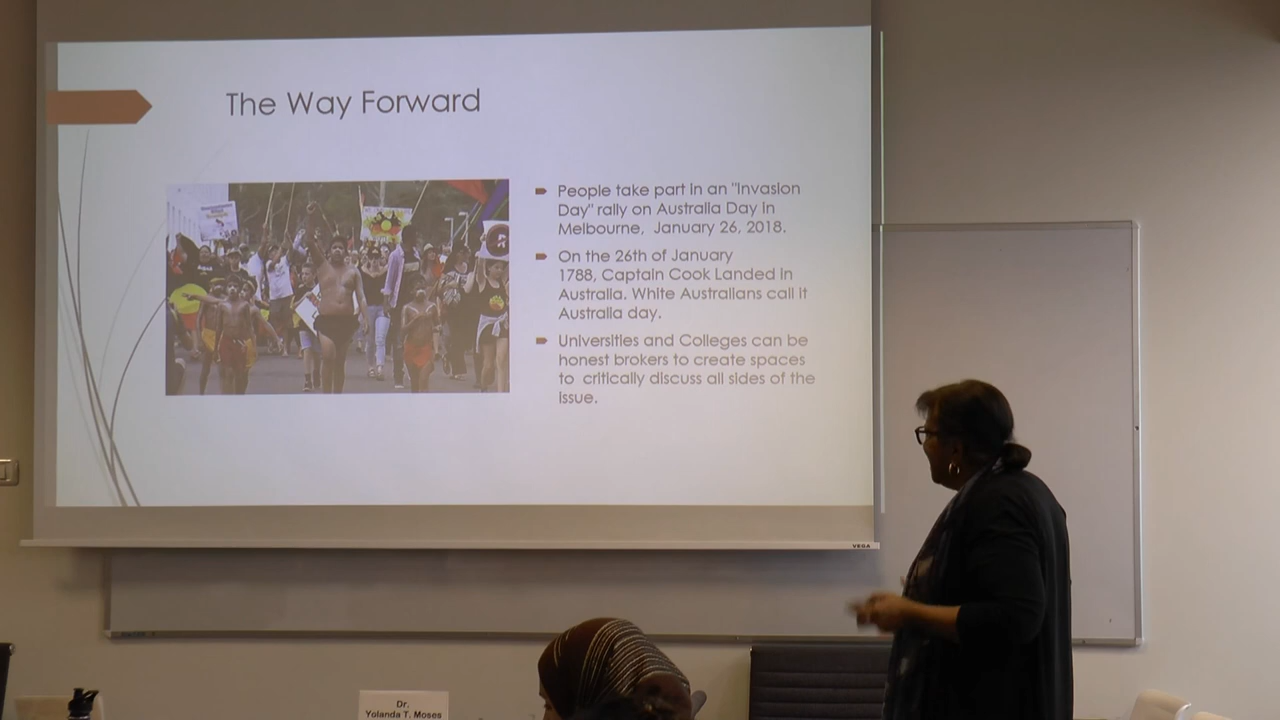 The Way Forward
People take part in an "Invasion
Day" rally on Australia Day in
Melbourne, January 26, 2018.
On the 26th of January
1788, Captain Cook Landed in
Australia. White Australians call it
Australia day.
Universities and Colleges can be
honest brokers to create spaces
to critically discuss all sides of the
issue.
VEGA
Dr.
Yolanda T. Moses